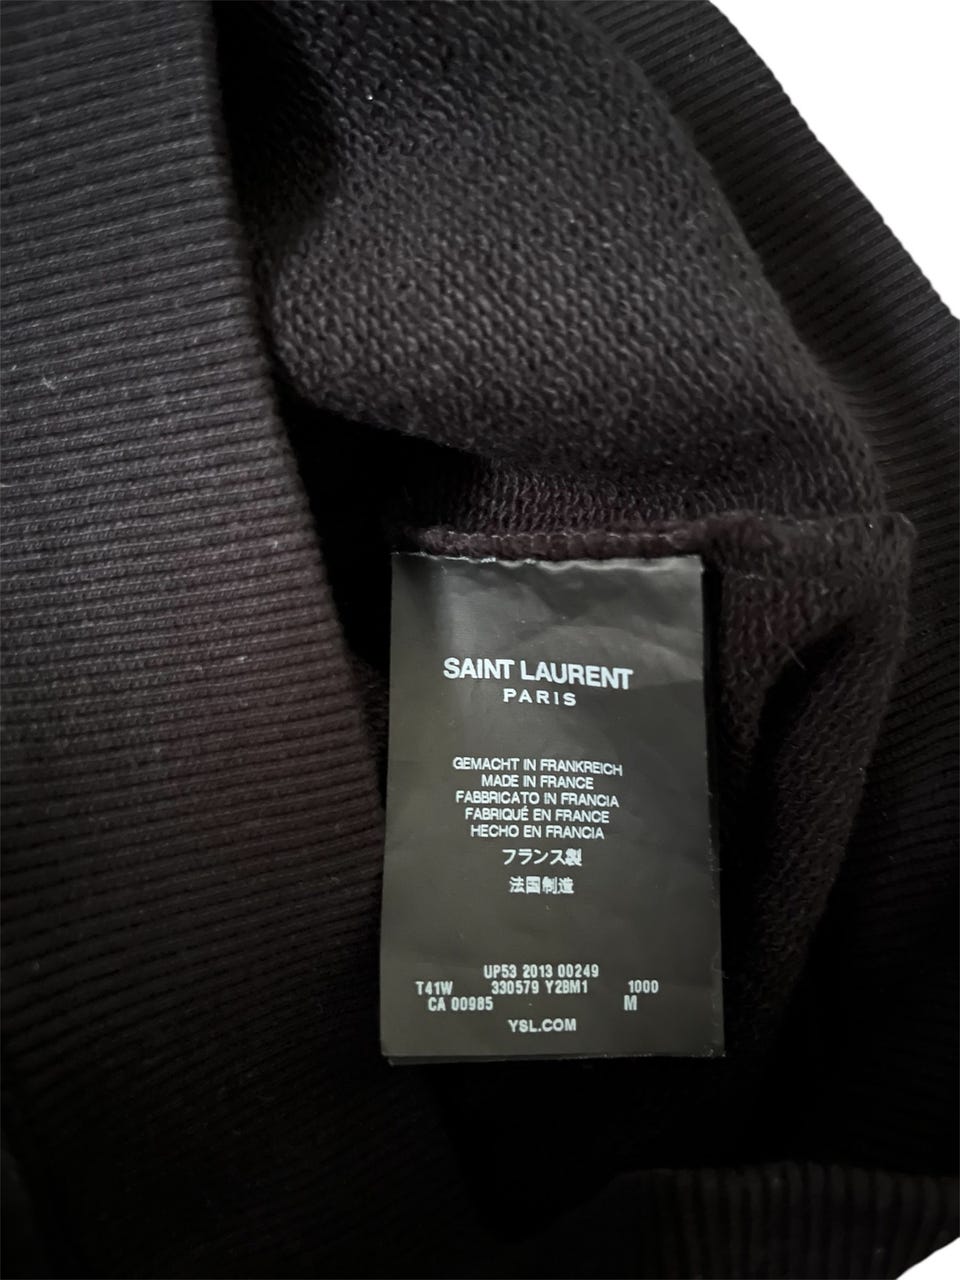 SAINT LAURENT
PARIS
GEMACHT IN FRANKREICH
MADE IN FRANCE
FABBRICATO IN FRANCIA
FABRIQUÉ EN FRANCE
HECHO EN FRANCIA
フランス製
法国制造
UP53 2013 00249
T41W 330579 Y2BM1 1000
CA 00985 M
YSL.COM